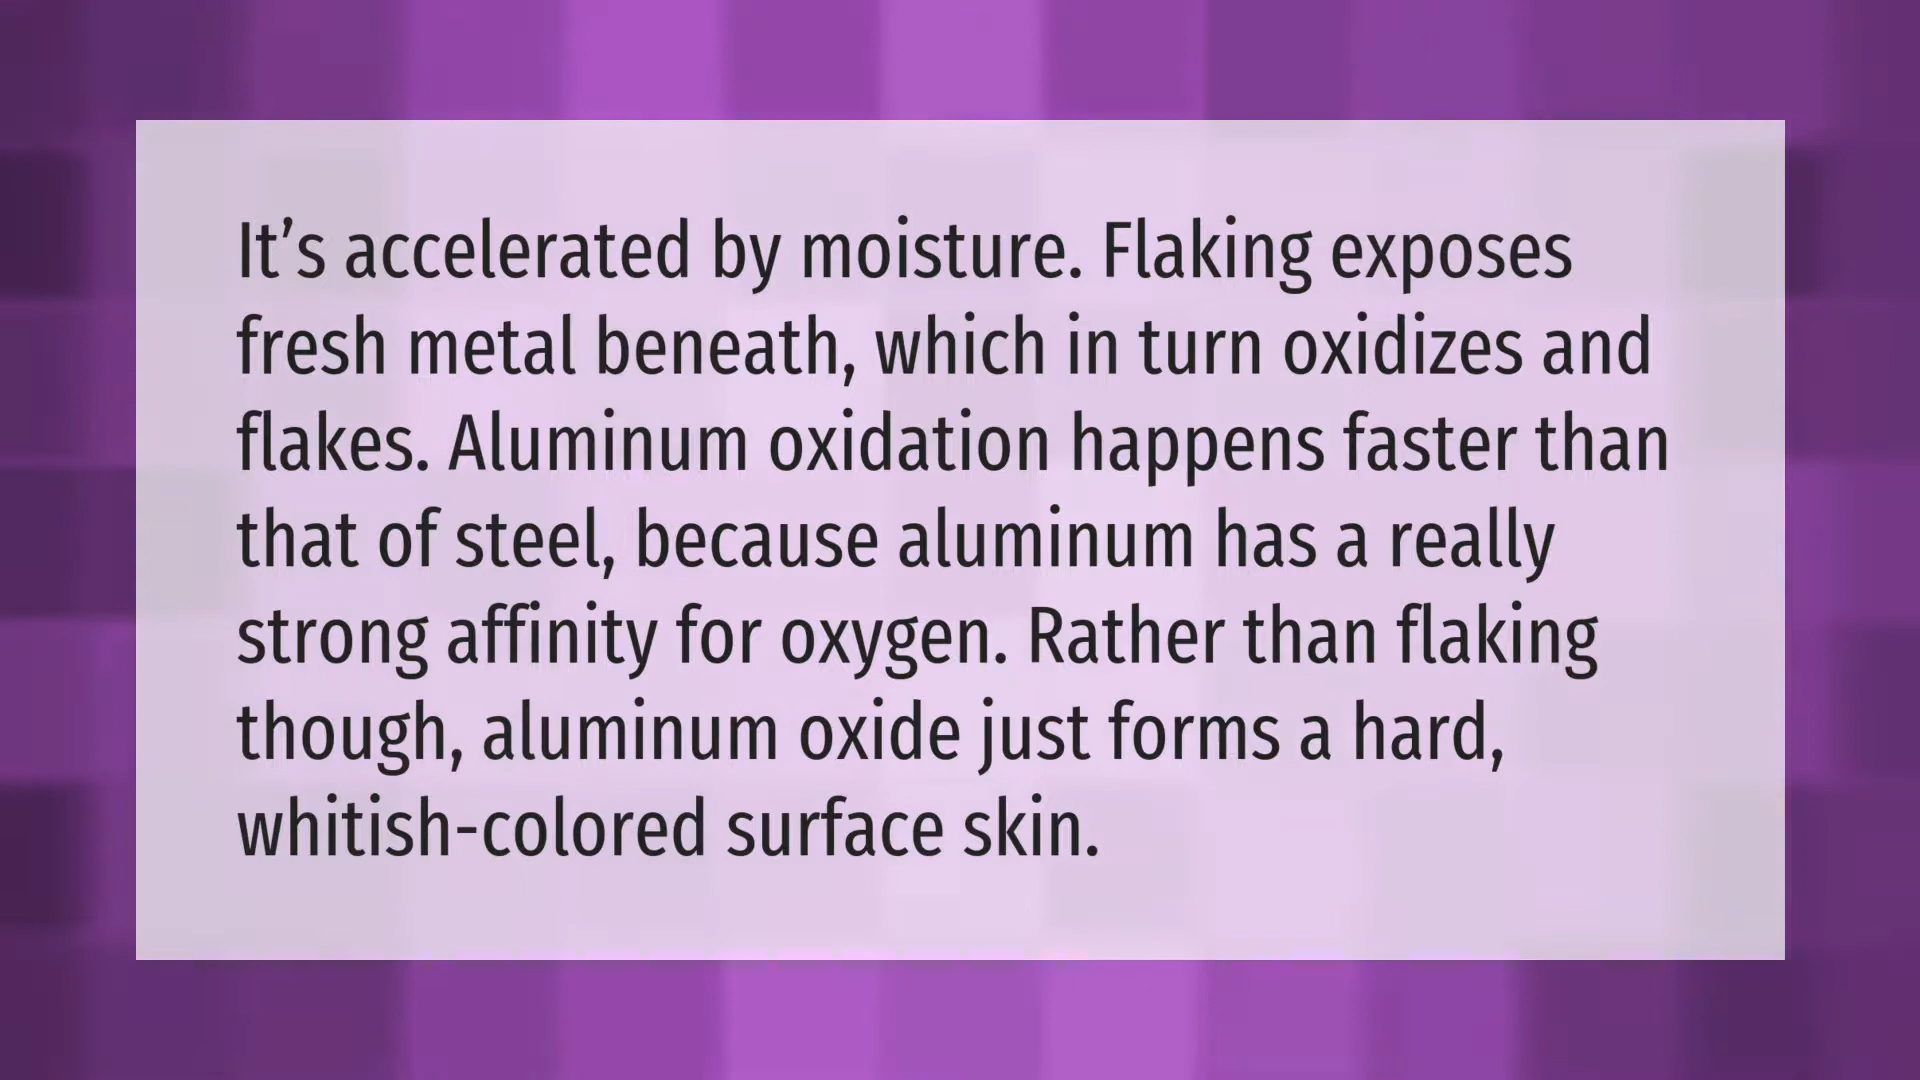 It’s accelerated by moisture. Flaking exposes
fresh metal beneath, which in turn oxidizes and
flakes. Aluminum oxidation happens faster than
that of steel, because aluminum has a really
strong affinity for oxygen. Rather than flaking
though, aluminum oxide just forms a hard,
whitish-colored surface skin.